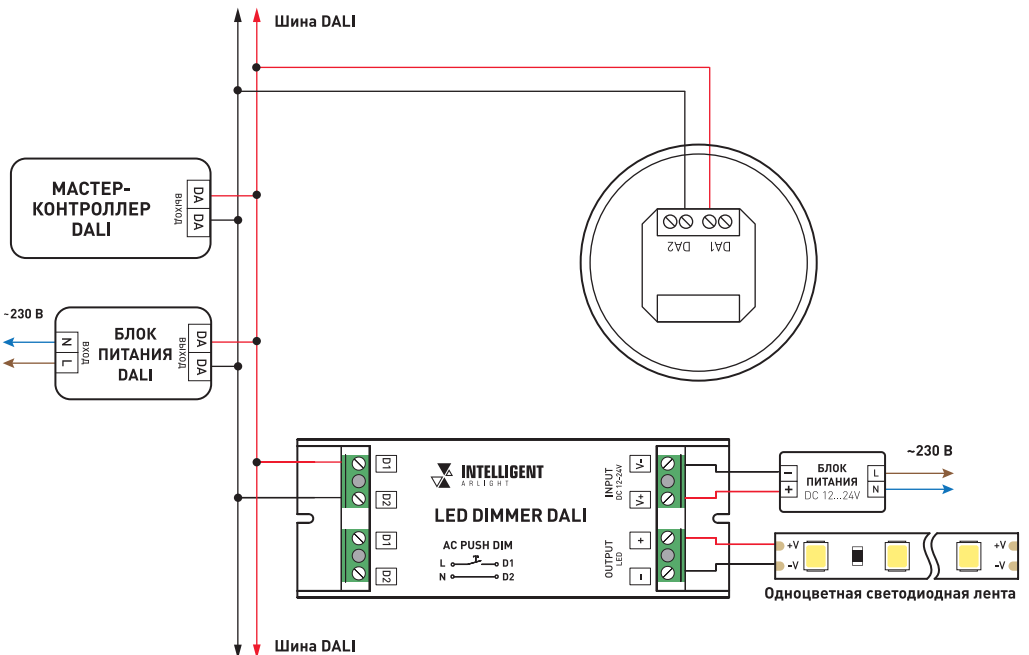 Шина DALI
МАСТЕР-
КОНТРОЛЛЕР
DALI
DA
DA
ВЫХОД
DA2
DA1
~230 В
N
L
ВХОД
БЛОК
ПИТАНИЯ
DALI
DA
DA
ВЫХОД
D1
D2
D1
D2
INTELLIGENT
ARLIGHT
LED DIMMER DALI
AC PUSH DIM
L D1
N D2
INPUT
DC 12-24V
V-
V+
OUTPUT
LED
+
-
~230 В
-
+
БЛОК
ПИТАНИЯ
DC 12...24V
L
N
+V
-V
+V
-V
Одноцветная светодиодная лента
Шина DALI